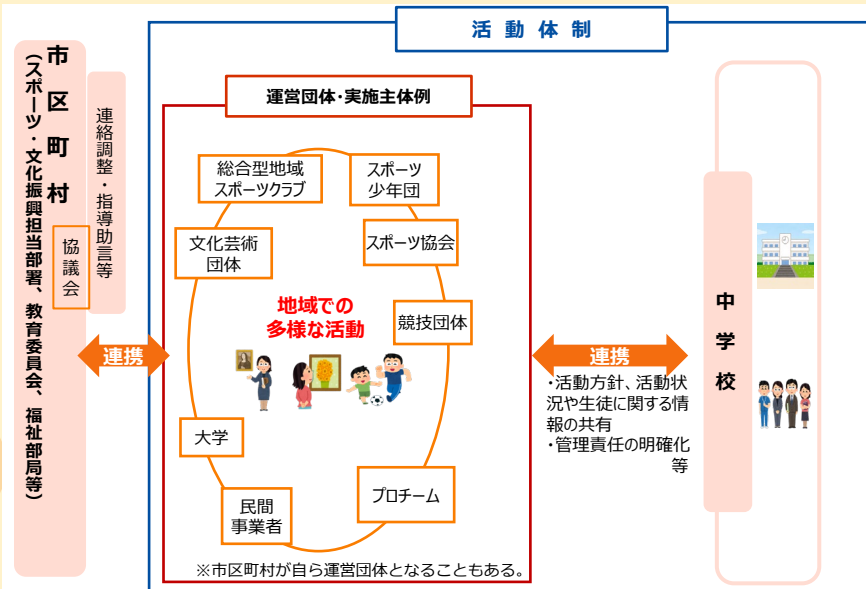 活動体制
市区町村
(スポーツ・文化振興担当部署、教育委員会、福祉部局等)
協議会
連絡調整・指導助言等
連携
運営団体・実施主体例
総合型地域
スポーツクラブ
スポーツ
少年団
文化芸術
団体
スポーツ協会
地域での
多様な活動
競技団体
大学
民間
事業者
プロチーム
※市区町村が自ら運営団体となることもある。
連携
・活動方針、活動状
況や生徒に関する情
報の共有
・管理責任の明確化
等
中学校